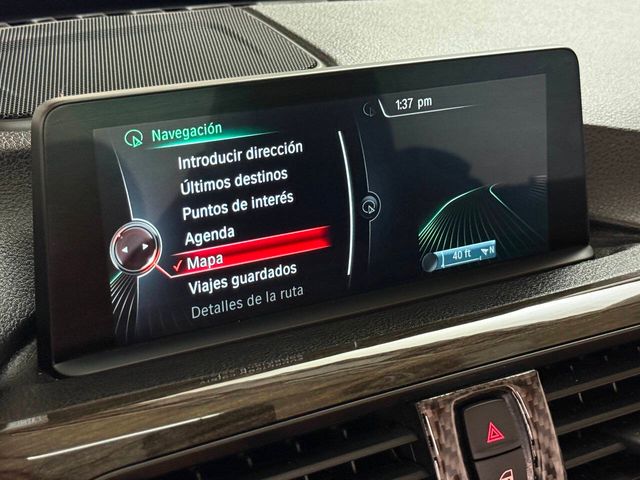 Navegación
1:37 pm
Introducir dirección
Últimos destinos
Puntos de interés
Agenda
Mapa
Viajes guardados
Detalles de la ruta
40 ft
N